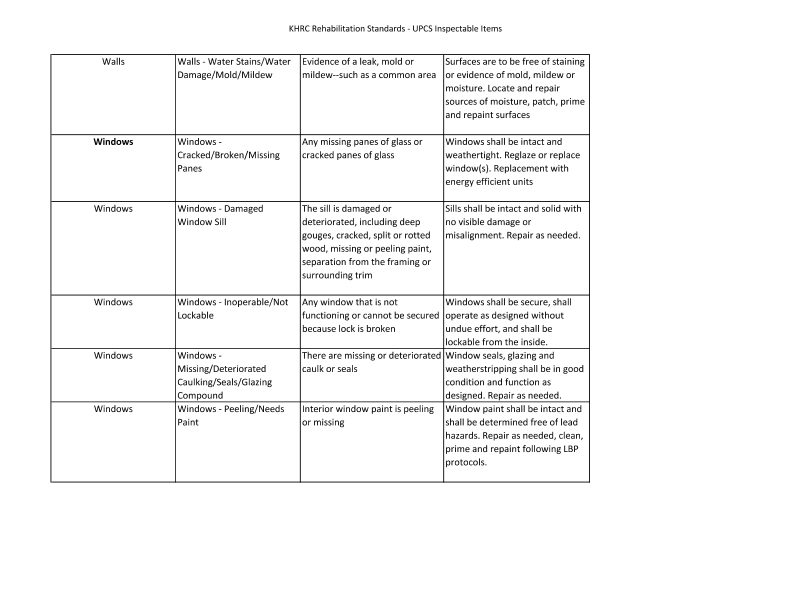 KHRC Rehabilitation Standards - UPCS Inspectable Items
Walls
Walls - Water Stains/Water
Damage/Mold/Mildew
Evidence of a leak, mold or
mildew--such as a common area
Surfaces are to be free of staining
or evidence of mold, mildew or
moisture. Locate and repair
sources of moisture, patch, prime
and repaint surfaces
Windows
Windows -
Cracked/Broken/Missing
Panes
Any missing panes of glass or
cracked panes of glass
Windows shall be intact and
weathertight. Reglaze or replace
window(s). Replacement with
energy efficient units
Windows
Windows - Damaged
Window Sill
The sill is damaged or
deteriorated, including deep
gouges, cracked, split or rotted
wood, missing or peeling paint,
separation from the framing or
surrounding trim
Sills shall be intact and solid with
no visible damage or
misalignment. Repair as needed.
Windows
Windows - Inoperable/Not
Lockable
Any window that is not
functioning or cannot be secured
because lock is broken
Windows shall be secure, shall
operate as designed without
undue effort, and shall be
lockable from the inside.
Windows
Windows -
Missing/Deteriorated
Caulking/Seals/Glazing
Compound
There are missing or deteriorated
caulk or seals
Window seals, glazing and
weatherstripping shall be in good
condition and function as
designed. Repair as needed.
Windows
Windows - Peeling/Needs
Paint
Interior window paint is peeling
or missing
Window paint shall be intact and
shall be determined free of lead
hazards. Repair as needed, clean,
prime and repaint following LBP
protocols.